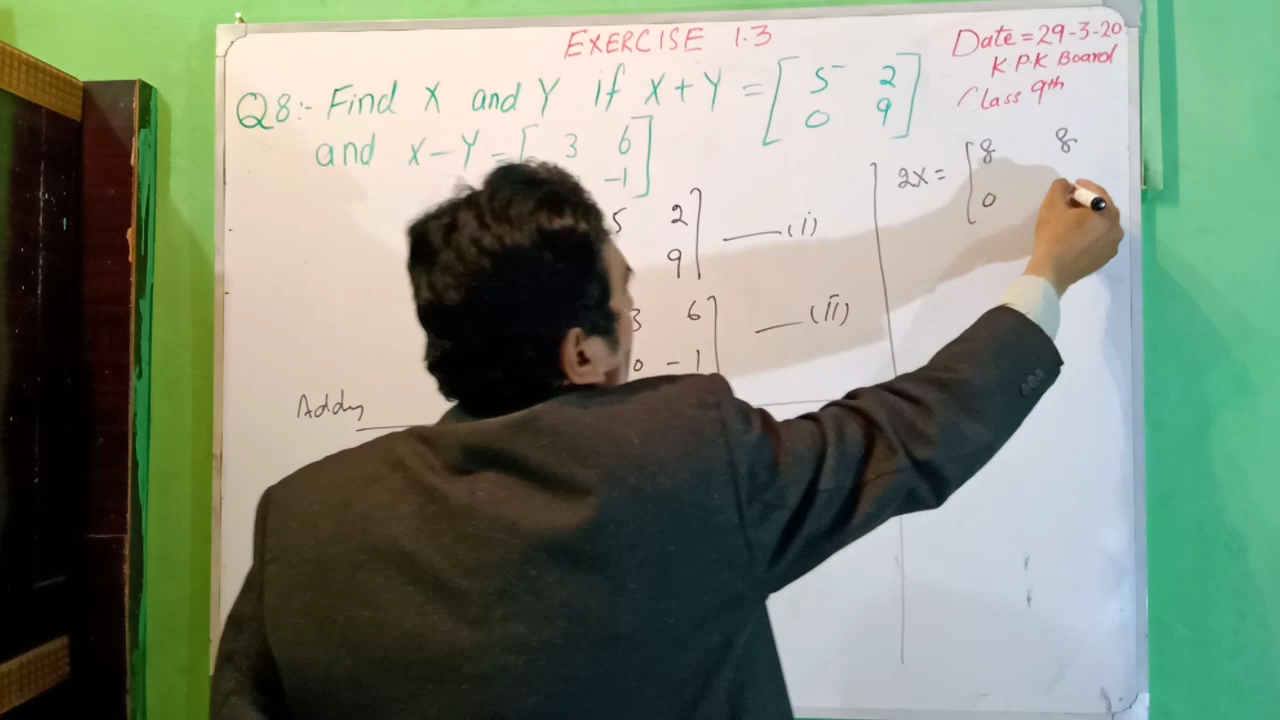 EXERCISE 1.3
Date = 29-3-20
K.P.K Board
Class 9th
Q8:- Find X and Y if X+Y = [ 5 2
0 9 ]
and X-Y = [ 3 6
-1 ]
5 2 ] —(i)
9
3 6 ] —(ii)
0 -1
2X = [ 8 8
0